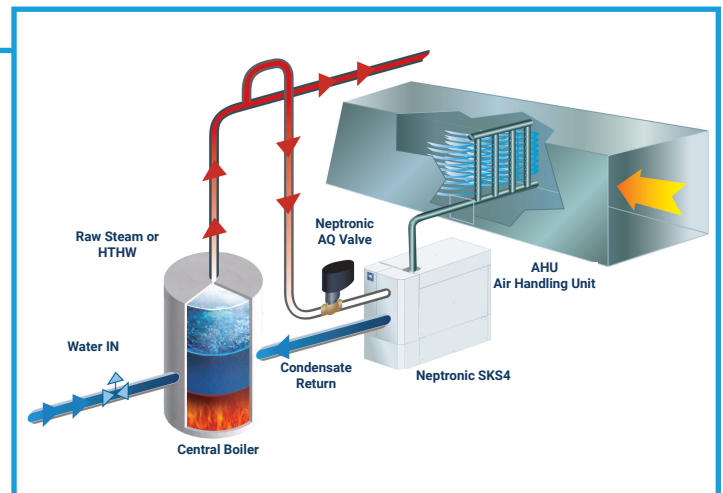 Raw Steam or
HTHW
Neptronic
AQ Valve
AHU
Air Handling Unit
Water IN
Condensate
Return
Neptronic SKS4
Central Boiler